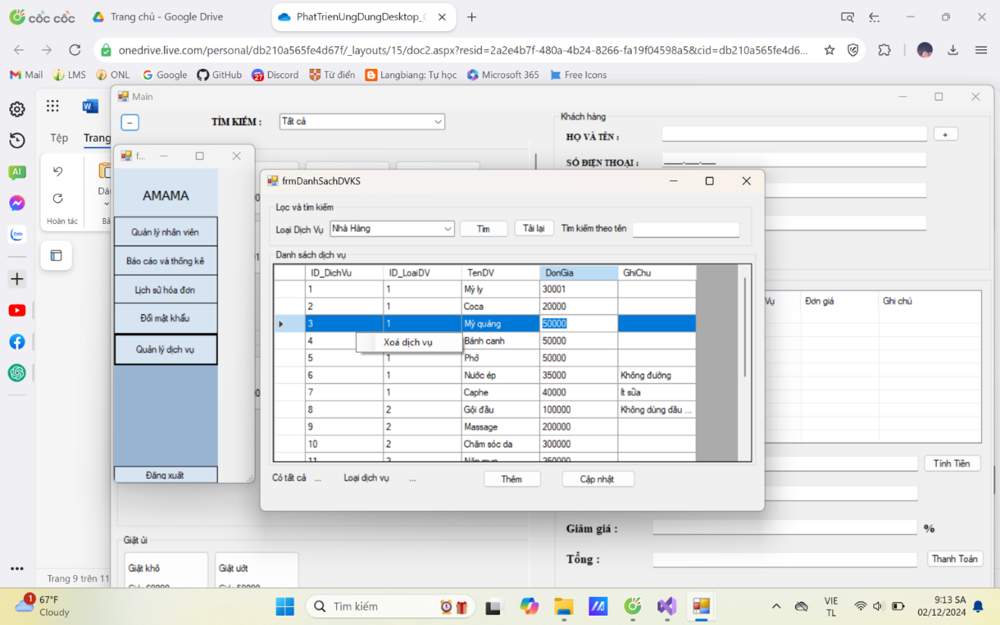 cốc cốc
Trang chủ - Google Drive
PhatTrienUngDungDesktop_
onedrive.live.com/personal/db210a565fe4d67f/_layouts/15/doc2.aspx?resid=2a2e4b7f-480a-4b24-8266-fa19f04598a5&cid=db210a565fe4d6...
Mail
LMS
ONL
Google
GitHub
27 Discord
Từ điển
Langbiang: Tự học
Microsoft 365
Free Icons
Main
Tệp
Trang
Hoàn tác
AI
Zalo
--
TÌM KIẾM :
Tất cả
Khách hàng
HỌ VÀ TÊN :
+
SỐ ĐIỆN THOẠI :
f...
AMAMA
Quản lý nhân viên
Báo cáo và thống kê
Lịch sử hóa đơn
Đổi mật khẩu
Quản lý dịch vụ
Đăng xuất
frmDanhSachDVKS
Lọc và tìm kiếm
Loại Dịch Vụ
Nhà Hàng
Tìm
Tải lại
Tìm kiếm theo tên
Danh sách dịch vụ
ID_DichVu ID_LoaiDV TenDV DonGia GhiChu
1 1 Mỳ ly 30001
2 1 Coca 20000
3 1 Mỳ quảng 50000
4 Bánh canh 50000
Xoá dịch vụ
5 1 Phở 50000
6 1 Nước ép 35000 Không đường
7 1 Caphe 40000 Ít sữa
8 2 Gội đầu 100000 Không dùng dầu ...
9 2 Massage 200000
10 2 Chăm sóc da 300000
11 2 Nặn mụn 250000
Có tất cả ...
Loại dịch vụ ...
Thêm
Cập nhật
Vụ
Đơn giá
Ghi chú
Tính Tiền
Giảm giá :
%
Tổng :
Thanh Toán
Giặt ủi
Giặt khô
Giặt ướt
Trang 9 trên 11
1
67°F
Cloudy
Tìm kiếm
VIE
TL
9:13 SA
02/12/2024